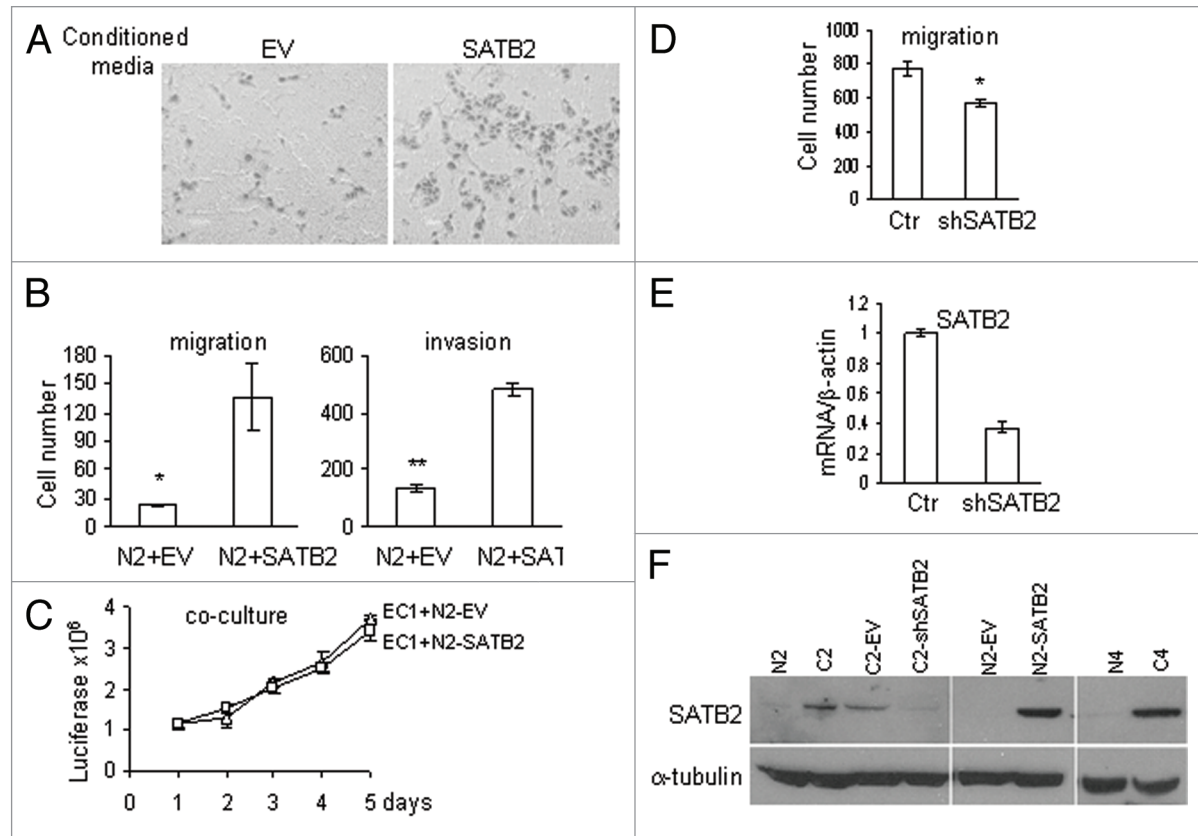 A
Conditioned
media
EV
SATB2
B
migration
Cell number
180
150
120
90
60
30
0
*
N2+EV
N2+SATB2
invasion
600
400
200
0
**
N2+EV
N2+SAT
C
co-culture
Luciferase x10⁶
4
3
2
1
0
EC1+N2-EV
EC1+N2-SATB2
0 1 2 3 4 5 days
D
migration
Cell number
1000
800
600
400
200
0
*
Ctr
shSATB2
E
SATB2
mRNA/β-actin
1.2
1
0.8
0.6
0.4
0.2
0
Ctr
shSATB2
F
N2
C2
C2-EV
C2-shSATB2
N2-EV
N2-SATB2
N4
C4
SATB2
α-tubulin